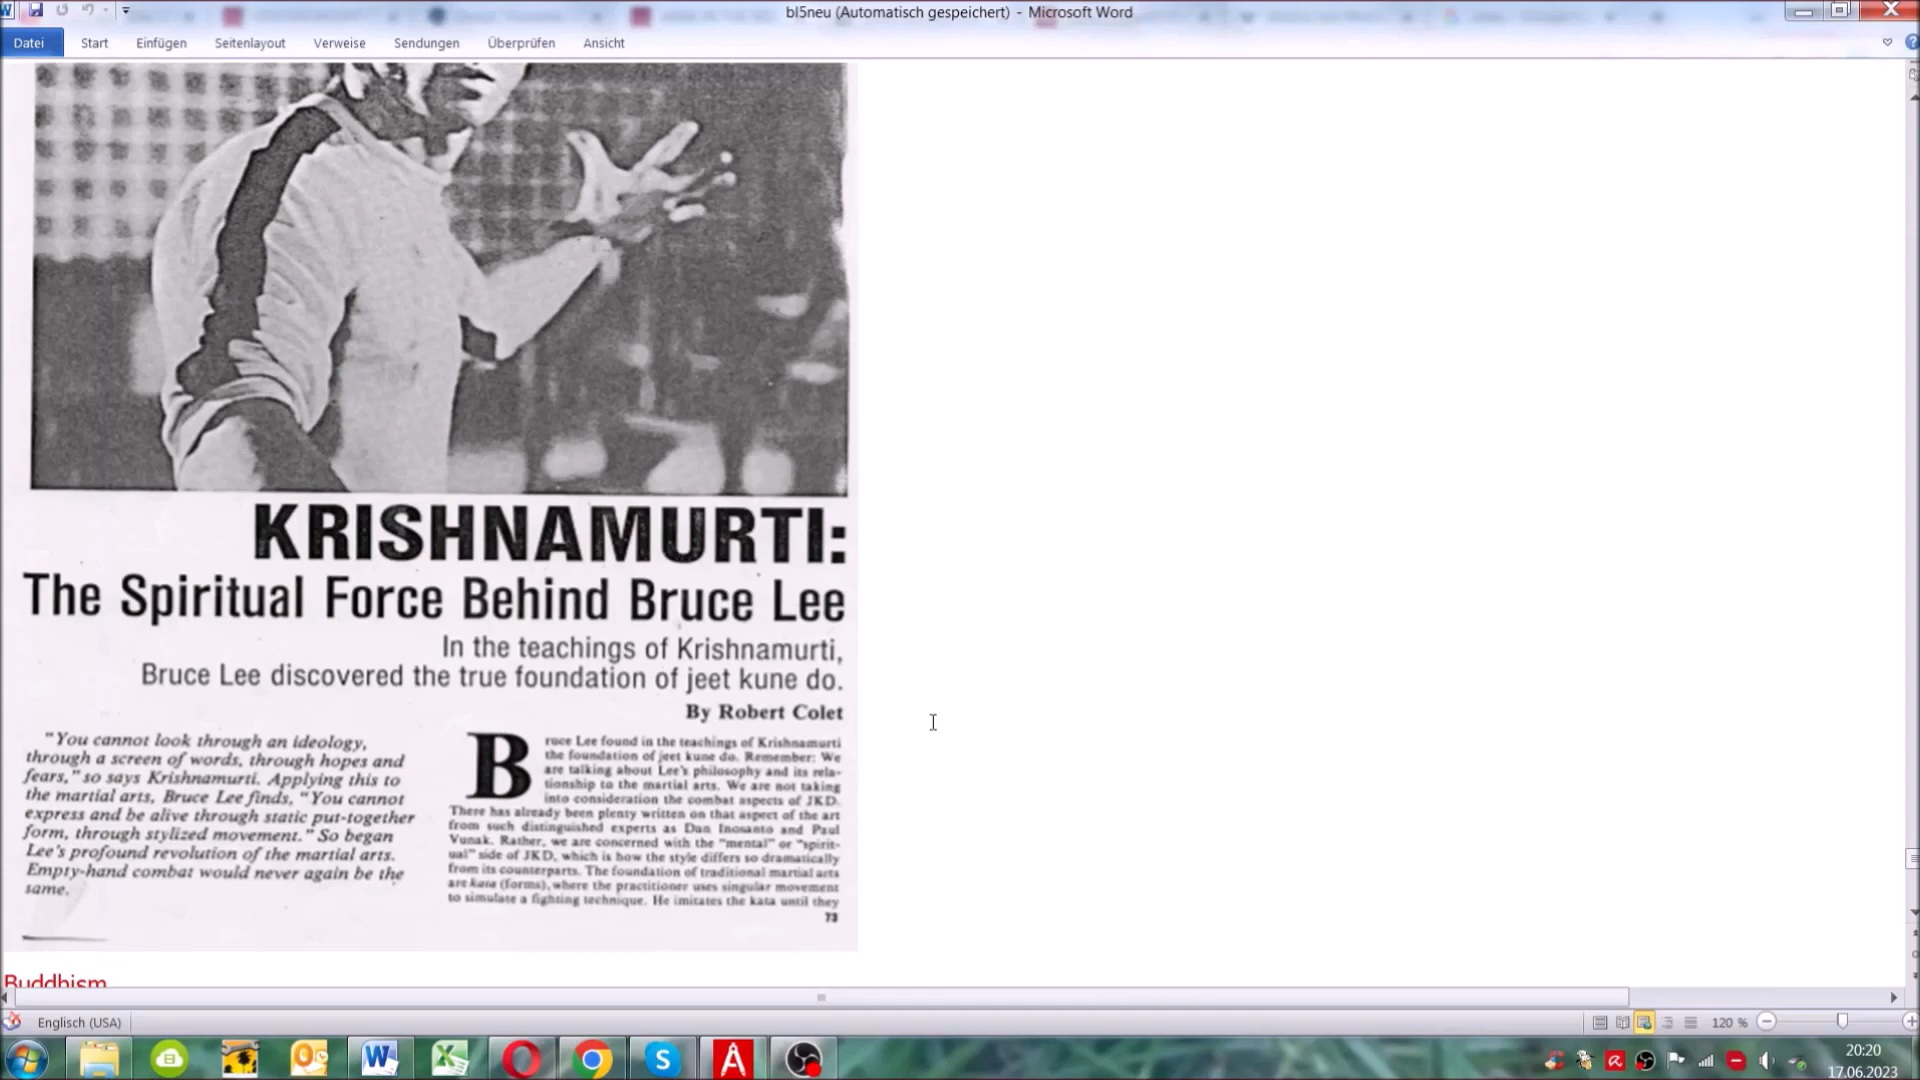 bl5neu (Automatisch gespeichert) - Microsoft Word
Datei Start Einfügen Seitenlayout Verweise Sendungen Überprüfen Ansicht
KRISHNAMURTI:
The Spiritual Force Behind Bruce Lee
In the teachings of Krishnamurti,
Bruce Lee discovered the true foundation of jeet kune do.
By Robert Colet
"You cannot look through an ideology,
through a screen of words, through hopes and
fears," so says Krishnamurti. Applying this to
the martial arts, Bruce Lee finds, "You cannot
express and be alive through static put-together
form, through stylized movement." So began
Lee's profound revolution of the martial arts.
Empty-hand combat would never again be the
same.
Bruce Lee found in the teachings of Krishnamurti
the foundation of jeet kune do. Remember: We
are talking about Lee's philosophy and its rela-
tionship to the martial arts. We are not taking
into consideration the combat aspects of JKD.
There has already been plenty written on that aspect of the art
from such distinguished experts as Dan Inosanto and Paul
Vunak. Rather, we are concerned with the "mental" or "spirit-
ual" side of JKD, which is how the style differs so dramatically
from its counterparts. The foundation of traditional martial arts
are kata (forms), where the practitioner uses singular movement
to simulate a fighting technique. He imitates the kata until they
73
Buddhism
Englisch (USA)
120 %
20:20
17.06.2023